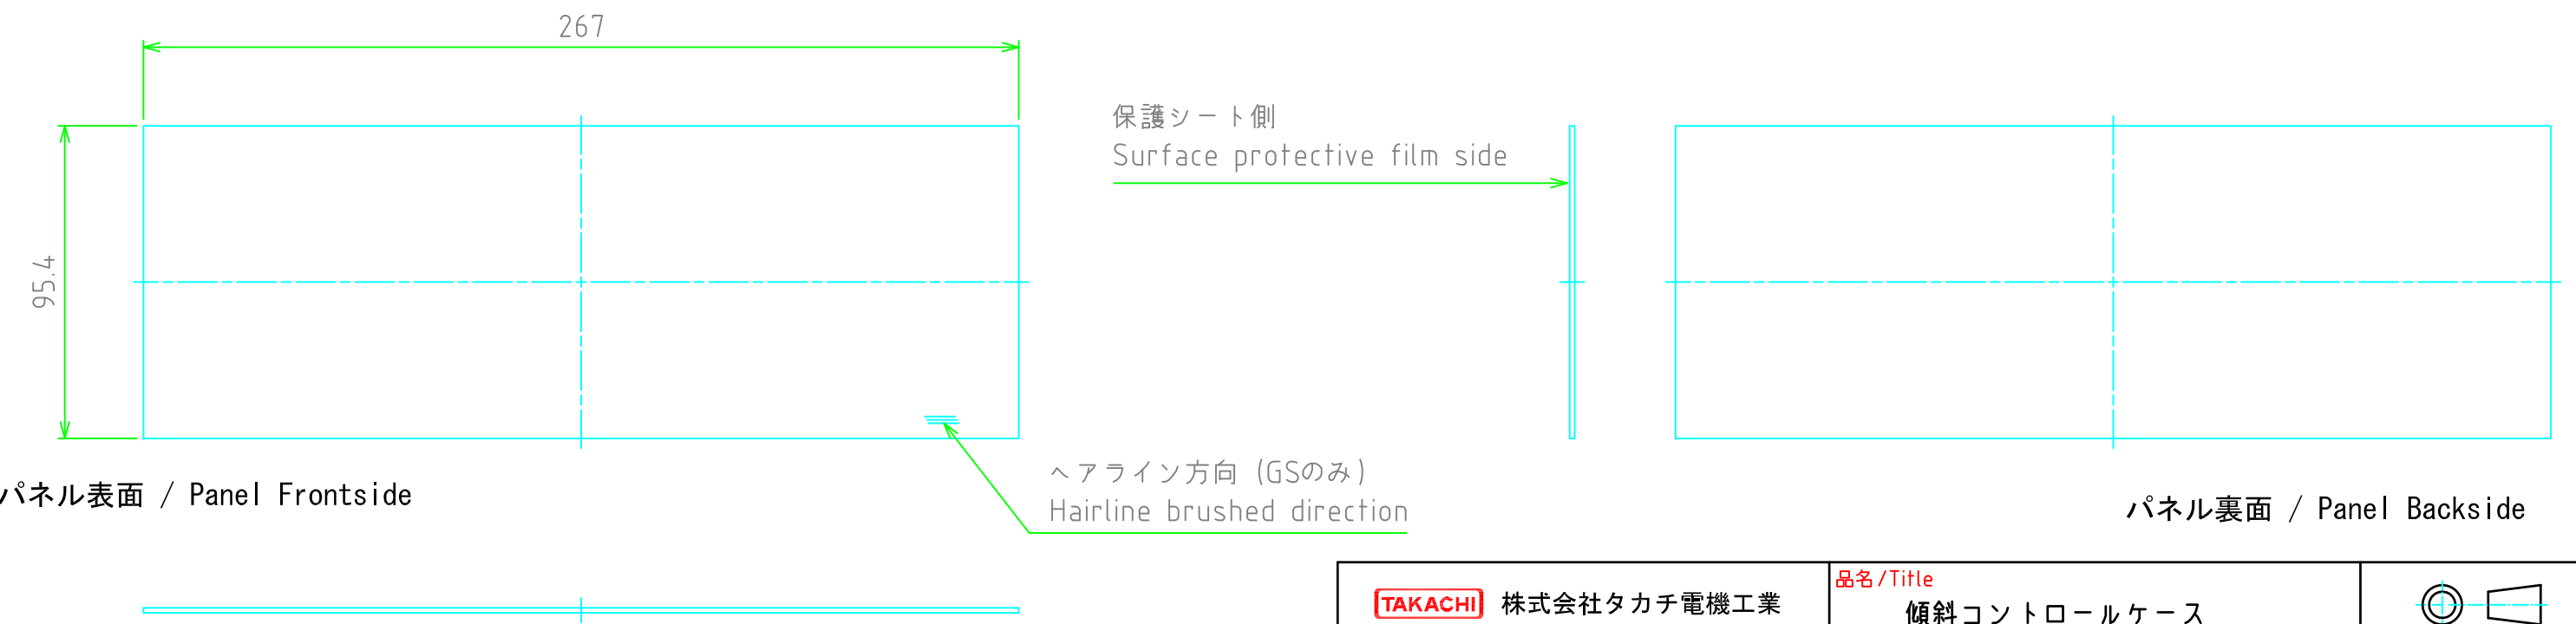 267
保護シート側
Surface protective film side
95.4
ヘアライン方向 (GSのみ)
Hairline brushed direction
パネル表面 / Panel Frontside
パネル裏面 / Panel Backside
TAKACHI 株式会社タカチ電機工業
品名/Title
傾斜コントロールケース